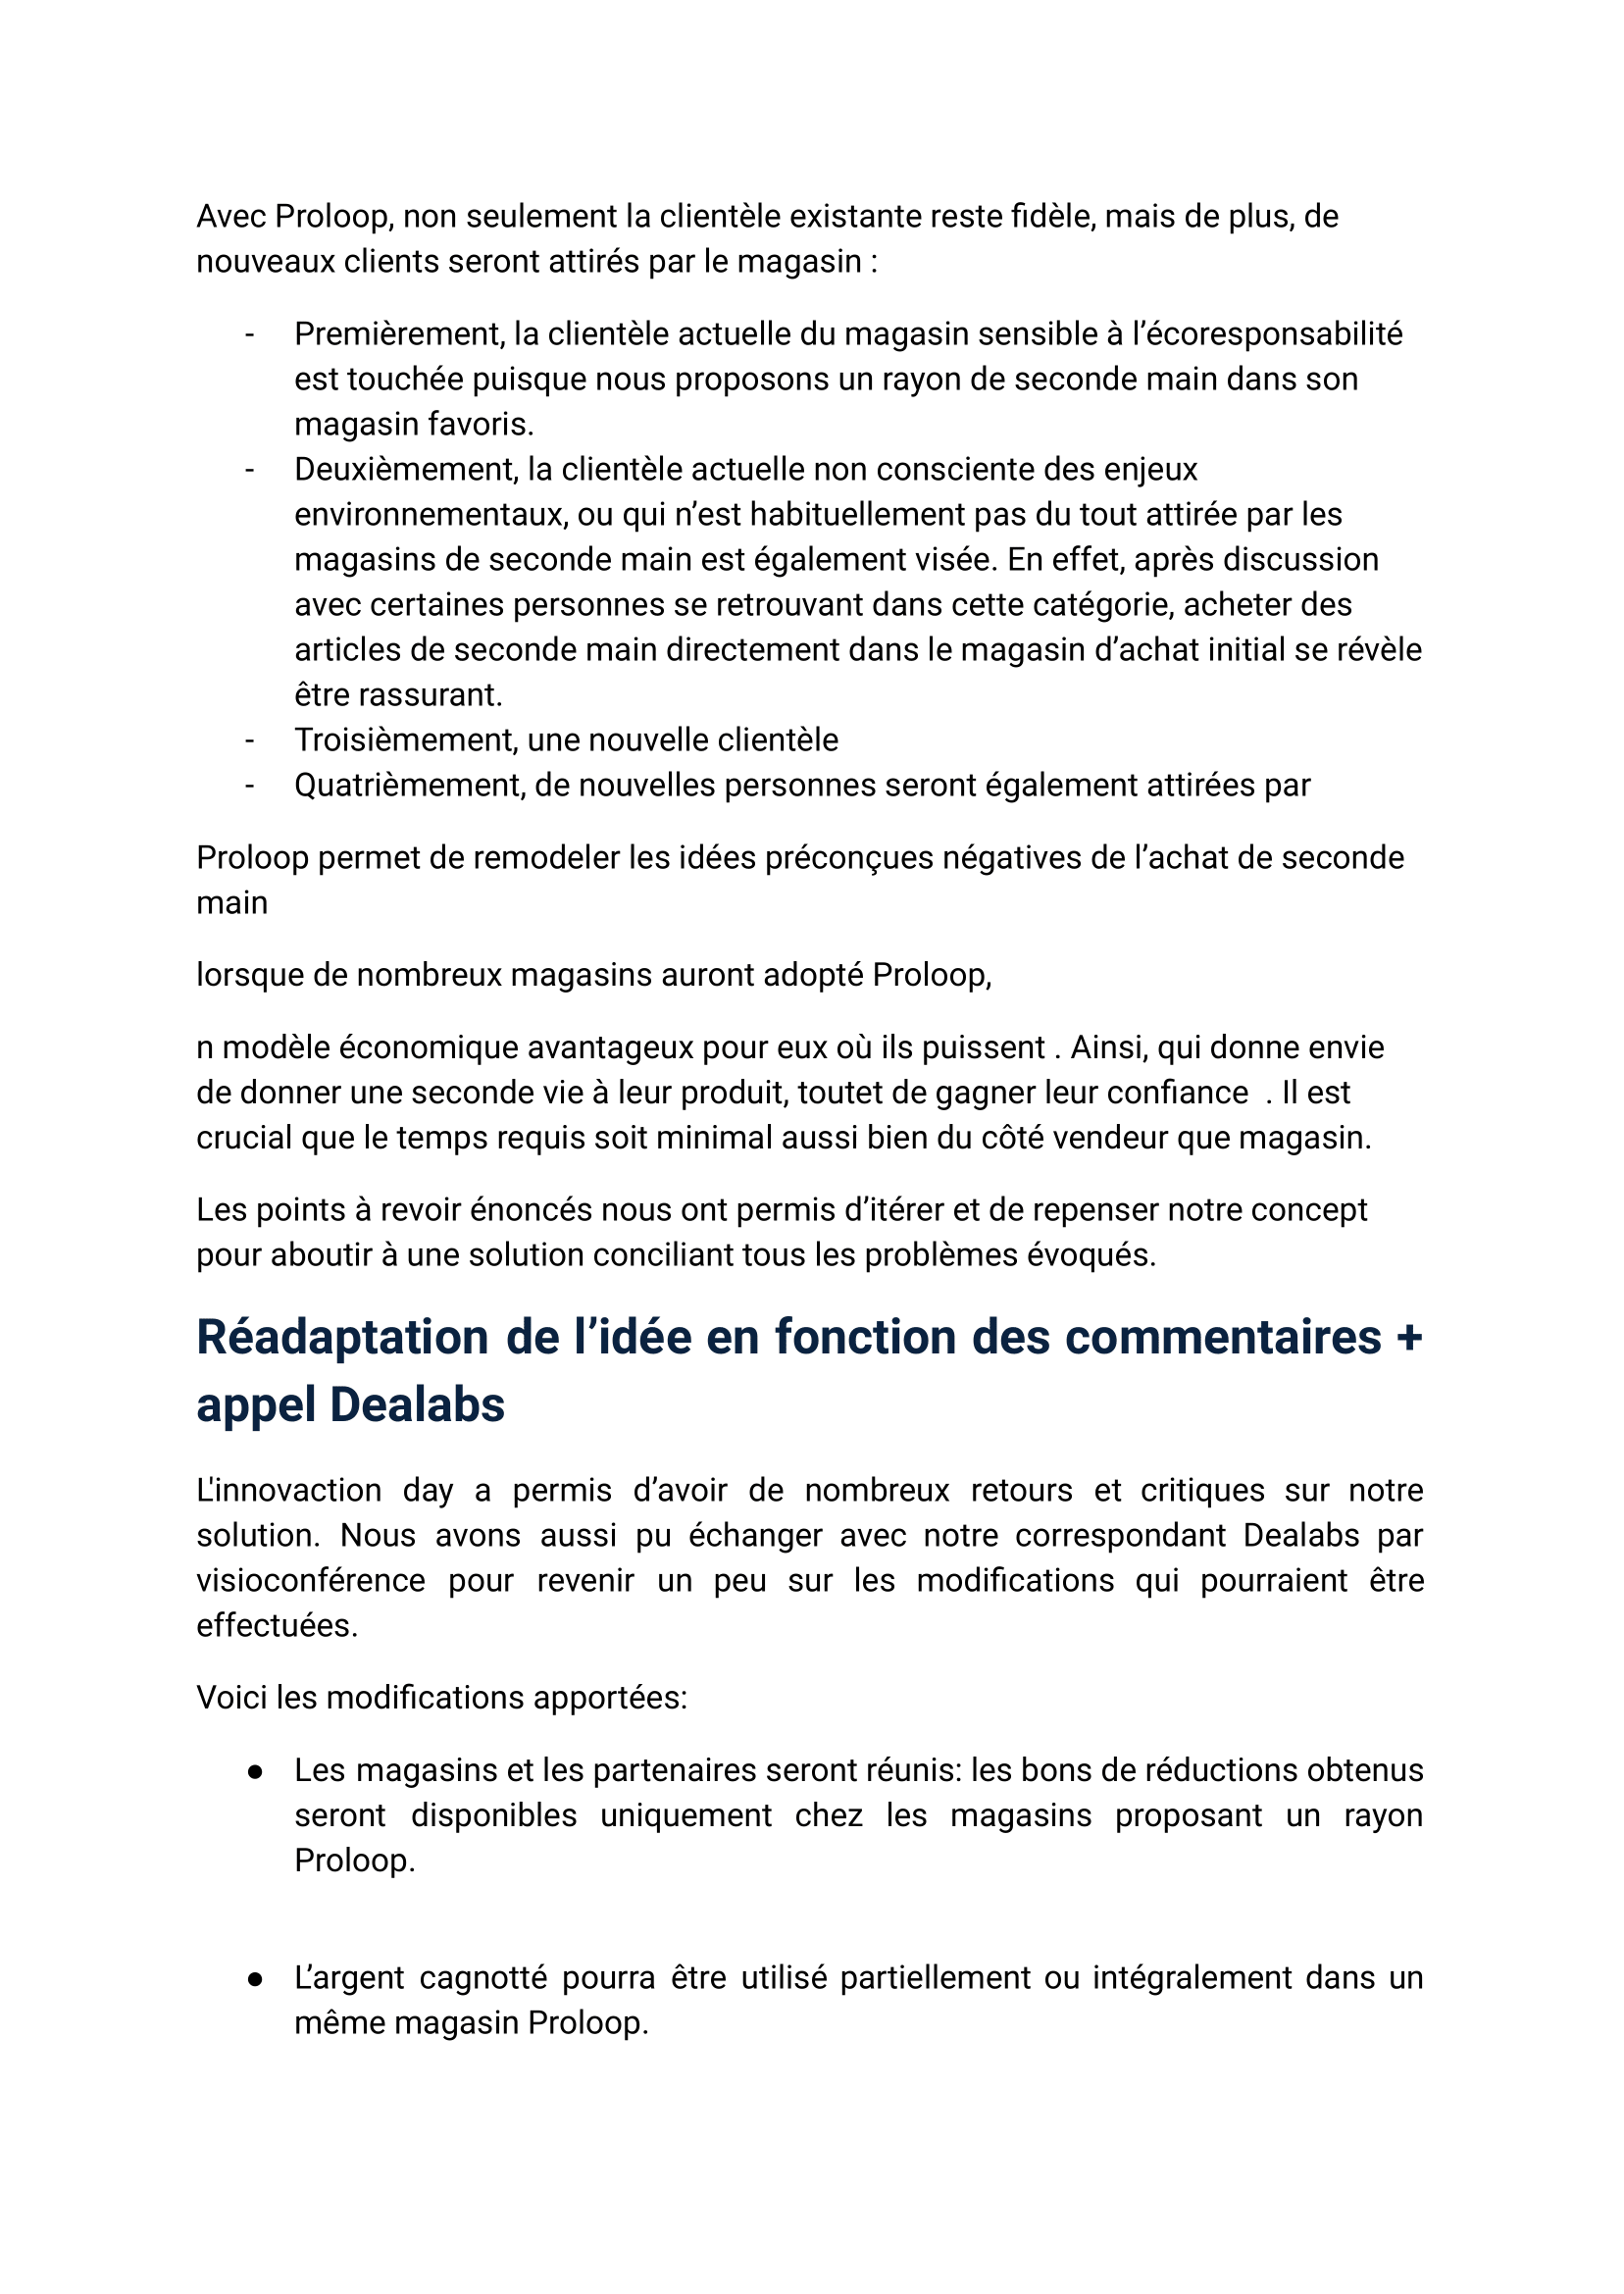 Avec Proloop, non seulement la clientèle existante reste fidèle, mais de plus, de
nouveaux clients seront attirés par le magasin :
- Premièrement, la clientèle actuelle du magasin sensible à l’écoresponsabilité
est touchée puisque nous proposons un rayon de seconde main dans son
magasin favoris.
- Deuxièmement, la clientèle actuelle non consciente des enjeux
environnementaux, ou qui n’est habituellement pas du tout attirée par les
magasins de seconde main est également visée. En effet, après discussion
avec certaines personnes se retrouvant dans cette catégorie, acheter des
articles de seconde main directement dans le magasin d’achat initial se révèle
être rassurant.
- Troisièmement, une nouvelle clientèle
- Quatrièmement, de nouvelles personnes seront également attirées par
Proloop permet de remodeler les idées préconçues négatives de l’achat de seconde
main
lorsque de nombreux magasins auront adopté Proloop,
n modèle économique avantageux pour eux où ils puissent . Ainsi, qui donne envie
de donner une seconde vie à leur produit, toutet de gagner leur confiance  . Il est
crucial que le temps requis soit minimal aussi bien du côté vendeur que magasin.
Les points à revoir énoncés nous ont permis d’itérer et de repenser notre concept
pour aboutir à une solution conciliant tous les problèmes évoqués.
Réadaptation de l’idée en fonction des commentaires +
appel Dealabs
L'innovaction day a permis d’avoir de nombreux retours et critiques sur notre
solution. Nous avons aussi pu échanger avec notre correspondant Dealabs par
visioconférence pour revenir un peu sur les modifications qui pourraient être
effectuées.
Voici les modifications apportées:
● Les magasins et les partenaires seront réunis: les bons de réductions obtenus
seront disponibles uniquement chez les magasins proposant un rayon
Proloop.
● L’argent cagnotté pourra être utilisé partiellement ou intégralement dans un
même magasin Proloop.